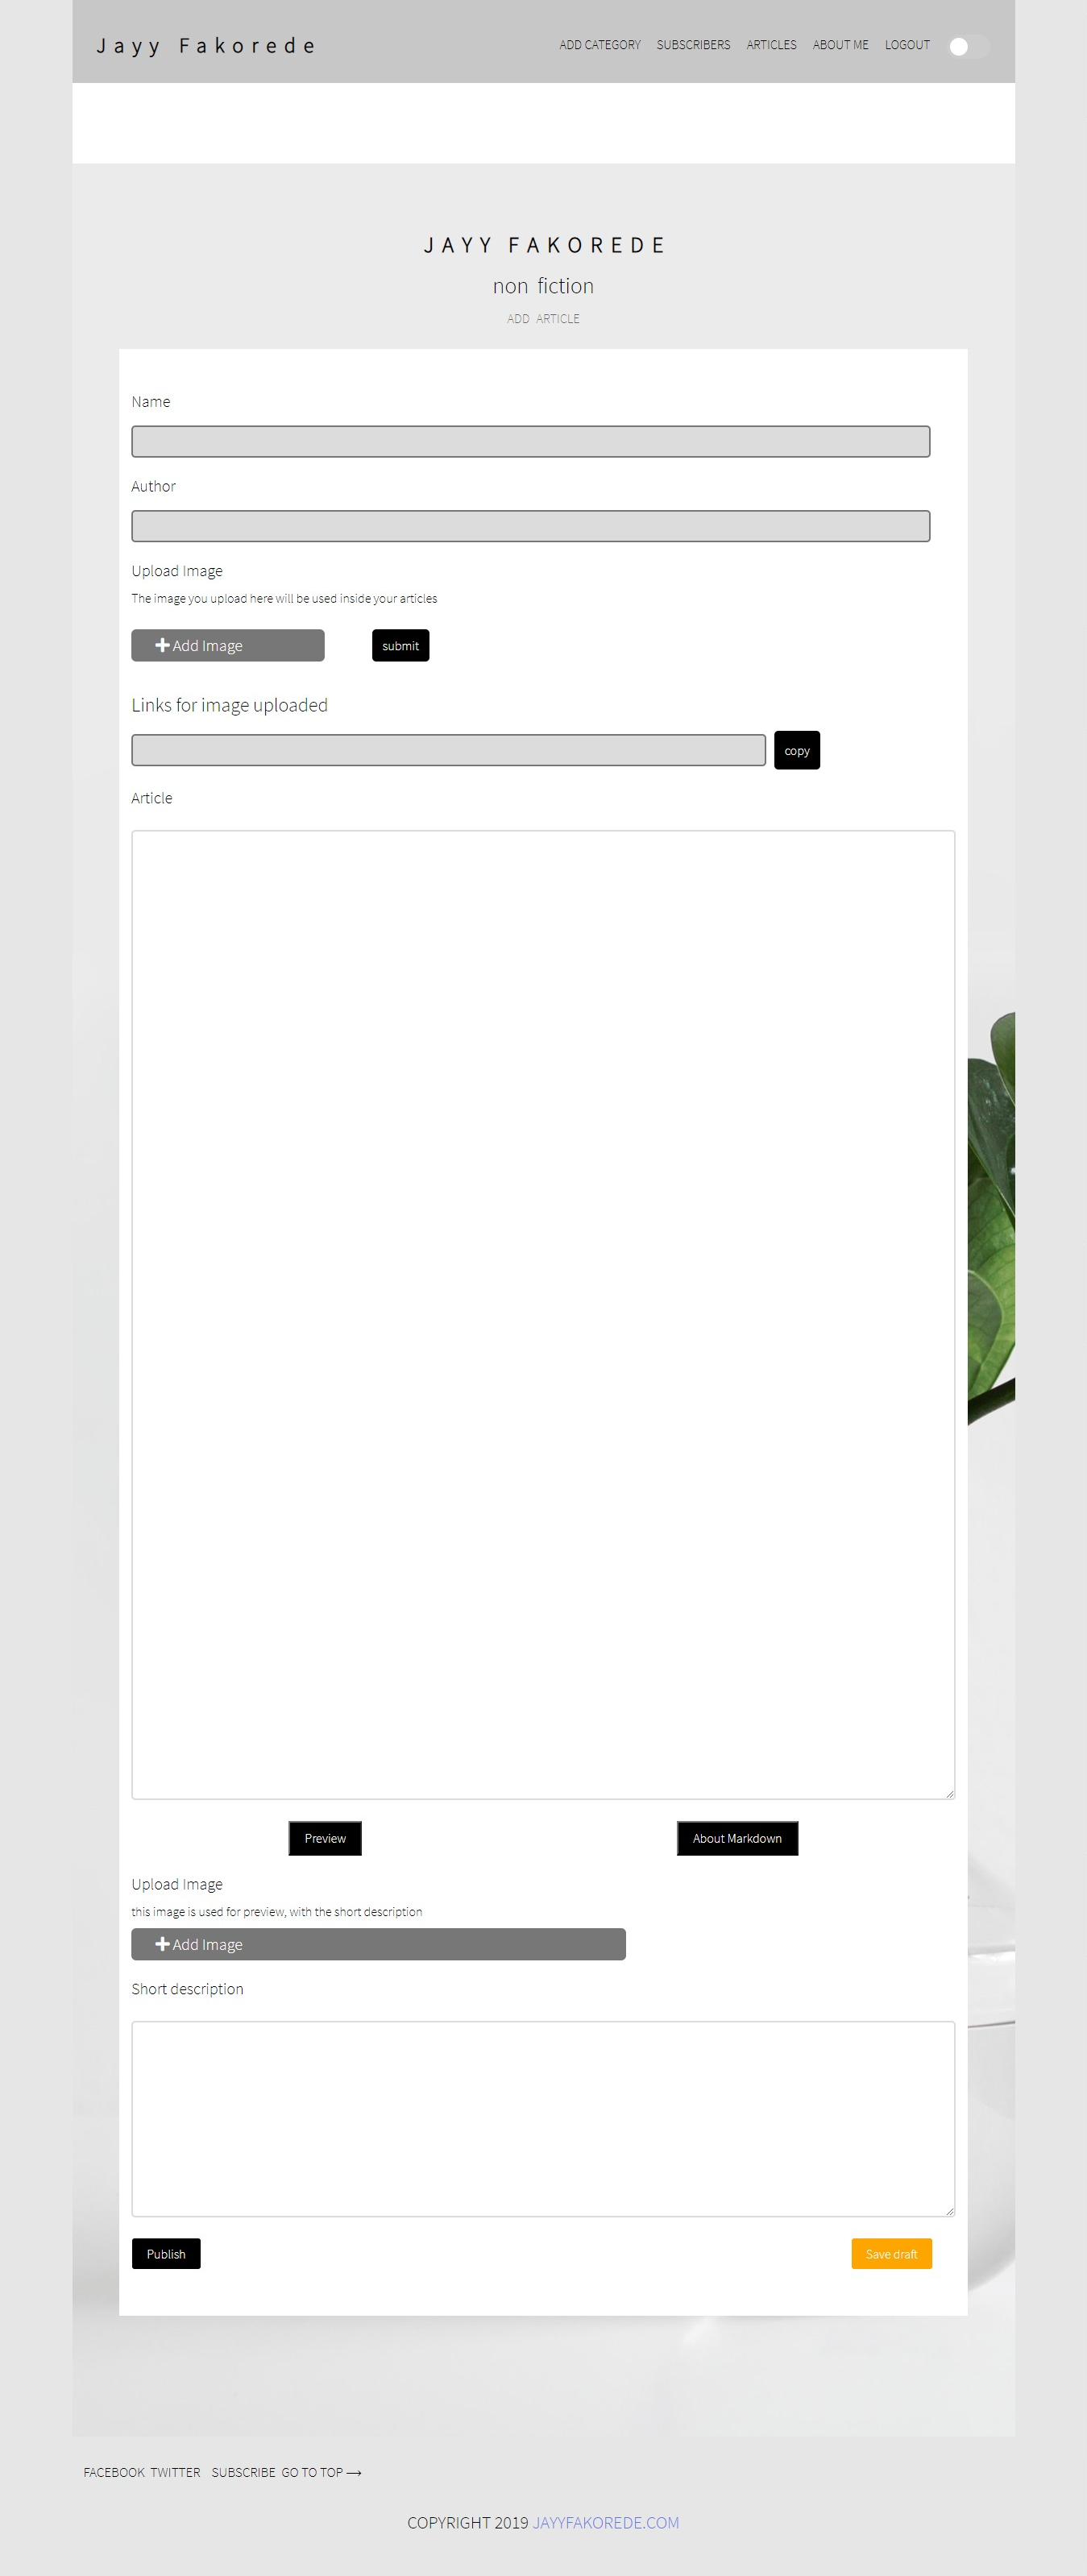 Jayy Fakorede
ADD CATEGORY SUBSCRIBERS ARTICLES ABOUT ME LOGOUT
JAYY FAKOREDE
non fiction
ADD ARTICLE
Name
Author
Upload Image
The image you upload here will be used inside your articles
Add Image submit
Links for image uploaded
copy
Article
Preview About Markdown
Upload Image
this image is used for preview, with the short description
Add Image
Short description
Publish Save draft
FACEBOOK TWITTER SUBSCRIBE GO TO TOP ⟶
COPYRIGHT 2019 JAYYFAKOREDE.COM